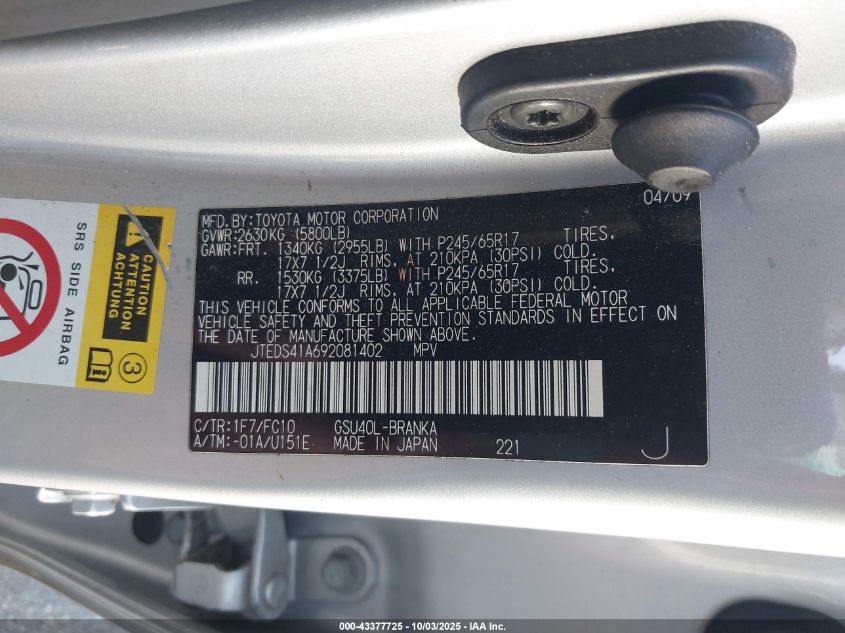 04/09
MFD.BY:TOYOTA MOTOR CORPORATION
GVWR:2630KG (5800LB)
GAWR:FRT. 1340KG (2955LB) WITH P245/65R17 TIRES.
17X7 1/2J RIMS, AT 210KPA (30PSI) COLD.
RR. 1530KG (3375LB) WITH P245/65R17 TIRES.
17X7 1/2J RIMS, AT 210KPA (30PSI) COLD.
THIS VEHICLE CONFORMS TO ALL APPLICABLE FEDERAL MOTOR
VEHICLE SAFETY AND THEFT PREVENTION STANDARDS IN EFFECT ON
THE DATE OF MANUFACTURE SHOWN ABOVE.
JTEDS41A692081402 MPV
C/TR:1F7/FC10 GSU40L-BRANKA
A/TM:-01A/U151E MADE IN JAPAN 221 J
SRS SIDE AIRBAG
CAUTION
ATTENTION
ACHTUNG
3
000-43377725 - 10/03/2025 - IAA Inc.